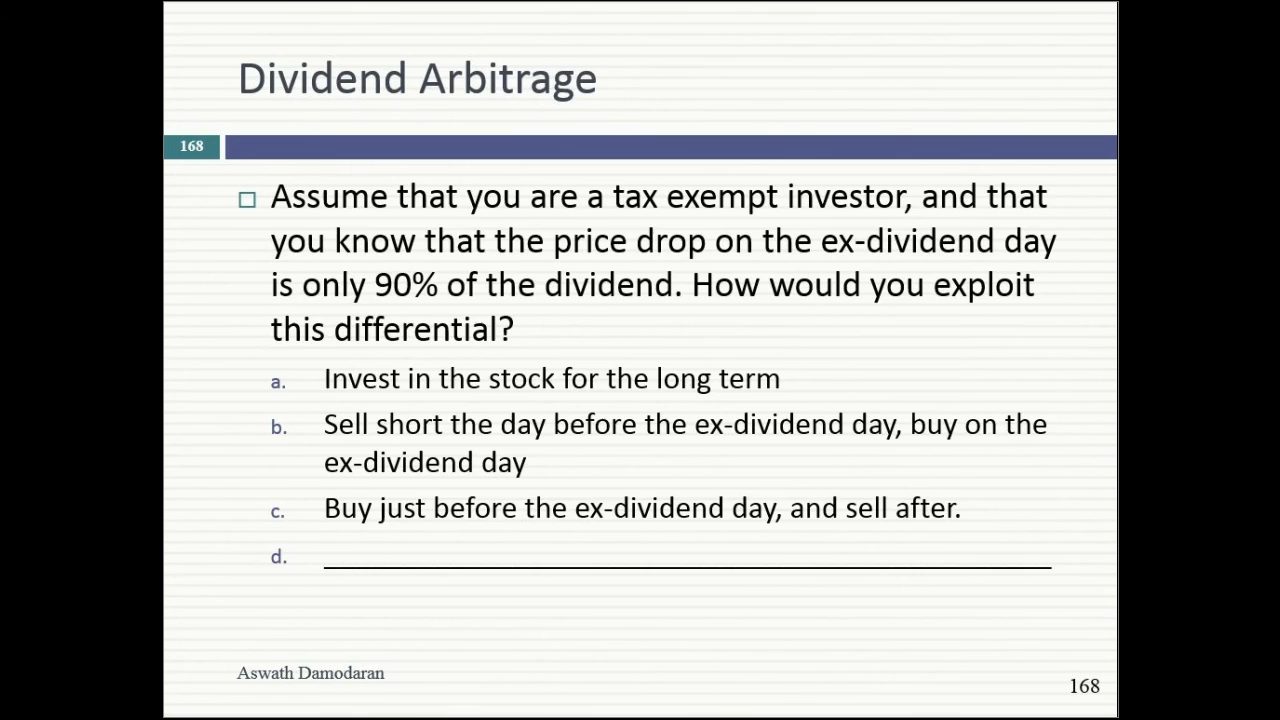 Dividend Arbitrage
168
Assume that you are a tax exempt investor, and that
you know that the price drop on the ex-dividend day
is only 90% of the dividend. How would you exploit
this differential?
a. Invest in the stock for the long term
b. Sell short the day before the ex-dividend day, buy on the
ex-dividend day
c. Buy just before the ex-dividend day, and sell after.
d. ______________________________________________
Aswath Damodaran
168